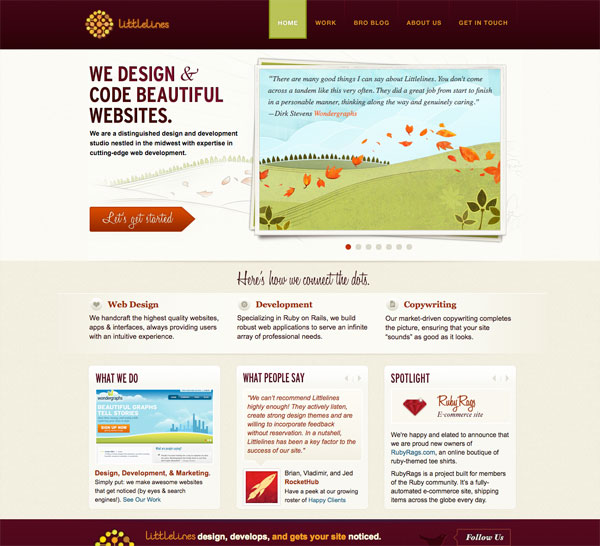 littlelines
HOME WORK BRO BLOG ABOUT US GET IN TOUCH
WE DESIGN &
CODE BEAUTIFUL
WEBSITES.
We are a distinguished design and development
studio nestled in the midwest with expertise in
cutting-edge web development.
Let's get started
"There are many good things I can say about Littlelines. You don't come
across a tandem like this very often. They did a great job from start to finish
in a personable manner, thinking along the way and genuinely caring."
—Dirk Stevens Wondergraphs
Here's how we connect the dots.
Web Design
We handcraft the highest quality websites,
apps & interfaces, always providing users
with an intuitive experience.
Development
Specializing in Ruby on Rails, we build
robust web applications to serve an infinite
array of professional needs.
Copywriting
Our market-driven copywriting completes
the picture, ensuring that your site
"sounds" as good as it looks.
WHAT WE DO
wondergraphs
BEAUTIFUL GRAPHS
TELL STORIES
SIGN UP NOW
Design, Development, & Marketing.
Simply put: we make awesome websites
that get noticed (by eyes & search
engines!). See Our Work
WHAT PEOPLE SAY
"We can't recommend Littlelines
highly enough! They actively listen,
create strong design themes and are
willing to incorporate feedback
without reservation. In a nutshell,
Littlelines has been a key factor to the
success of our site."
Brian, Vladimir, and Jed
RocketHub
Have a peek at our growing
roster of Happy Clients
SPOTLIGHT
RubyRags
E-commerce site
We're happy and elated to announce that
we are proud new owners of
RubyRags.com, an online boutique of
ruby-themed tee shirts.
RubyRags is a project built for members
of the Ruby community. It's a fully-
automated e-commerce site, shipping
items across the globe every day.
littlelines design, develops, and gets your site noticed.
Follow Us